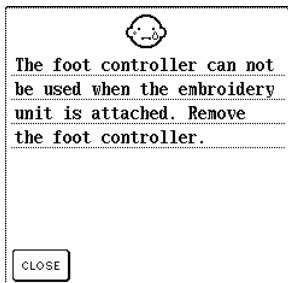 The foot controller can not
be used when the embroidery
unit is attached. Remove
the foot controller.
CLOSE